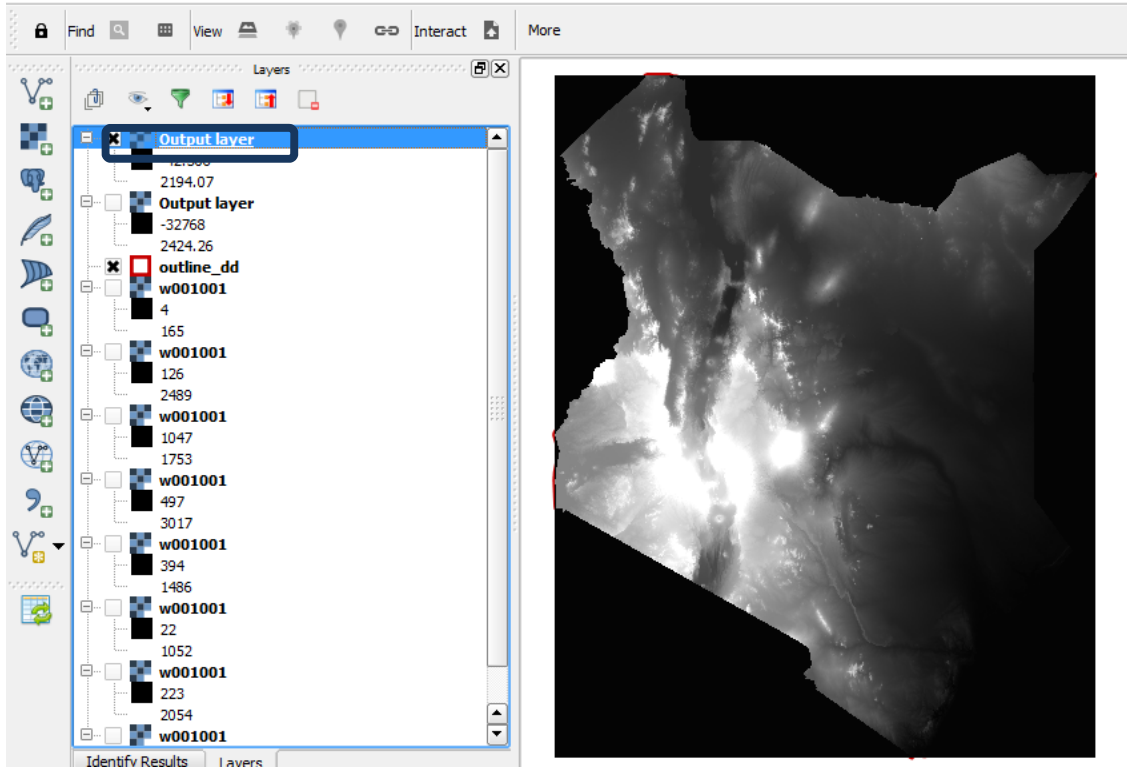 Find View Interact More
Layers
Output layer
2194.07
Output layer
-32768
2424.26
outline_dd
w001001
4
165
w001001
126
2489
w001001
1047
1753
w001001
497
3017
w001001
394
1486
w001001
22
1052
w001001
223
2054
w001001
Identify Results Layers